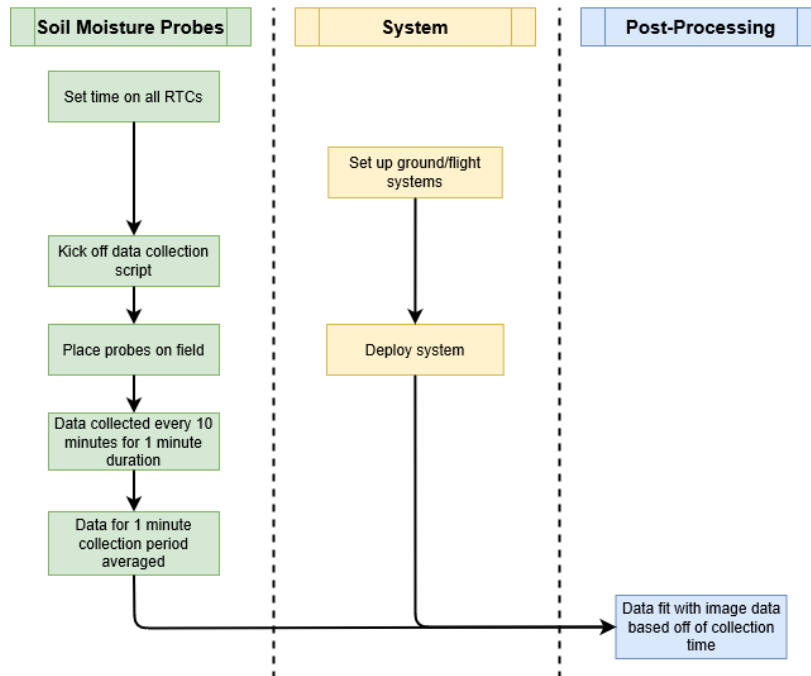 Soil Moisture Probes
System
Post-Processing
Set time on all RTCs
Set up ground/flight
systems
Kick off data collection
script
Place probes on field
Deploy system
Data collected every 10
minutes for 1 minute
duration
Data for 1 minute
collection period
averaged
Data fit with image data
based off of collection
time